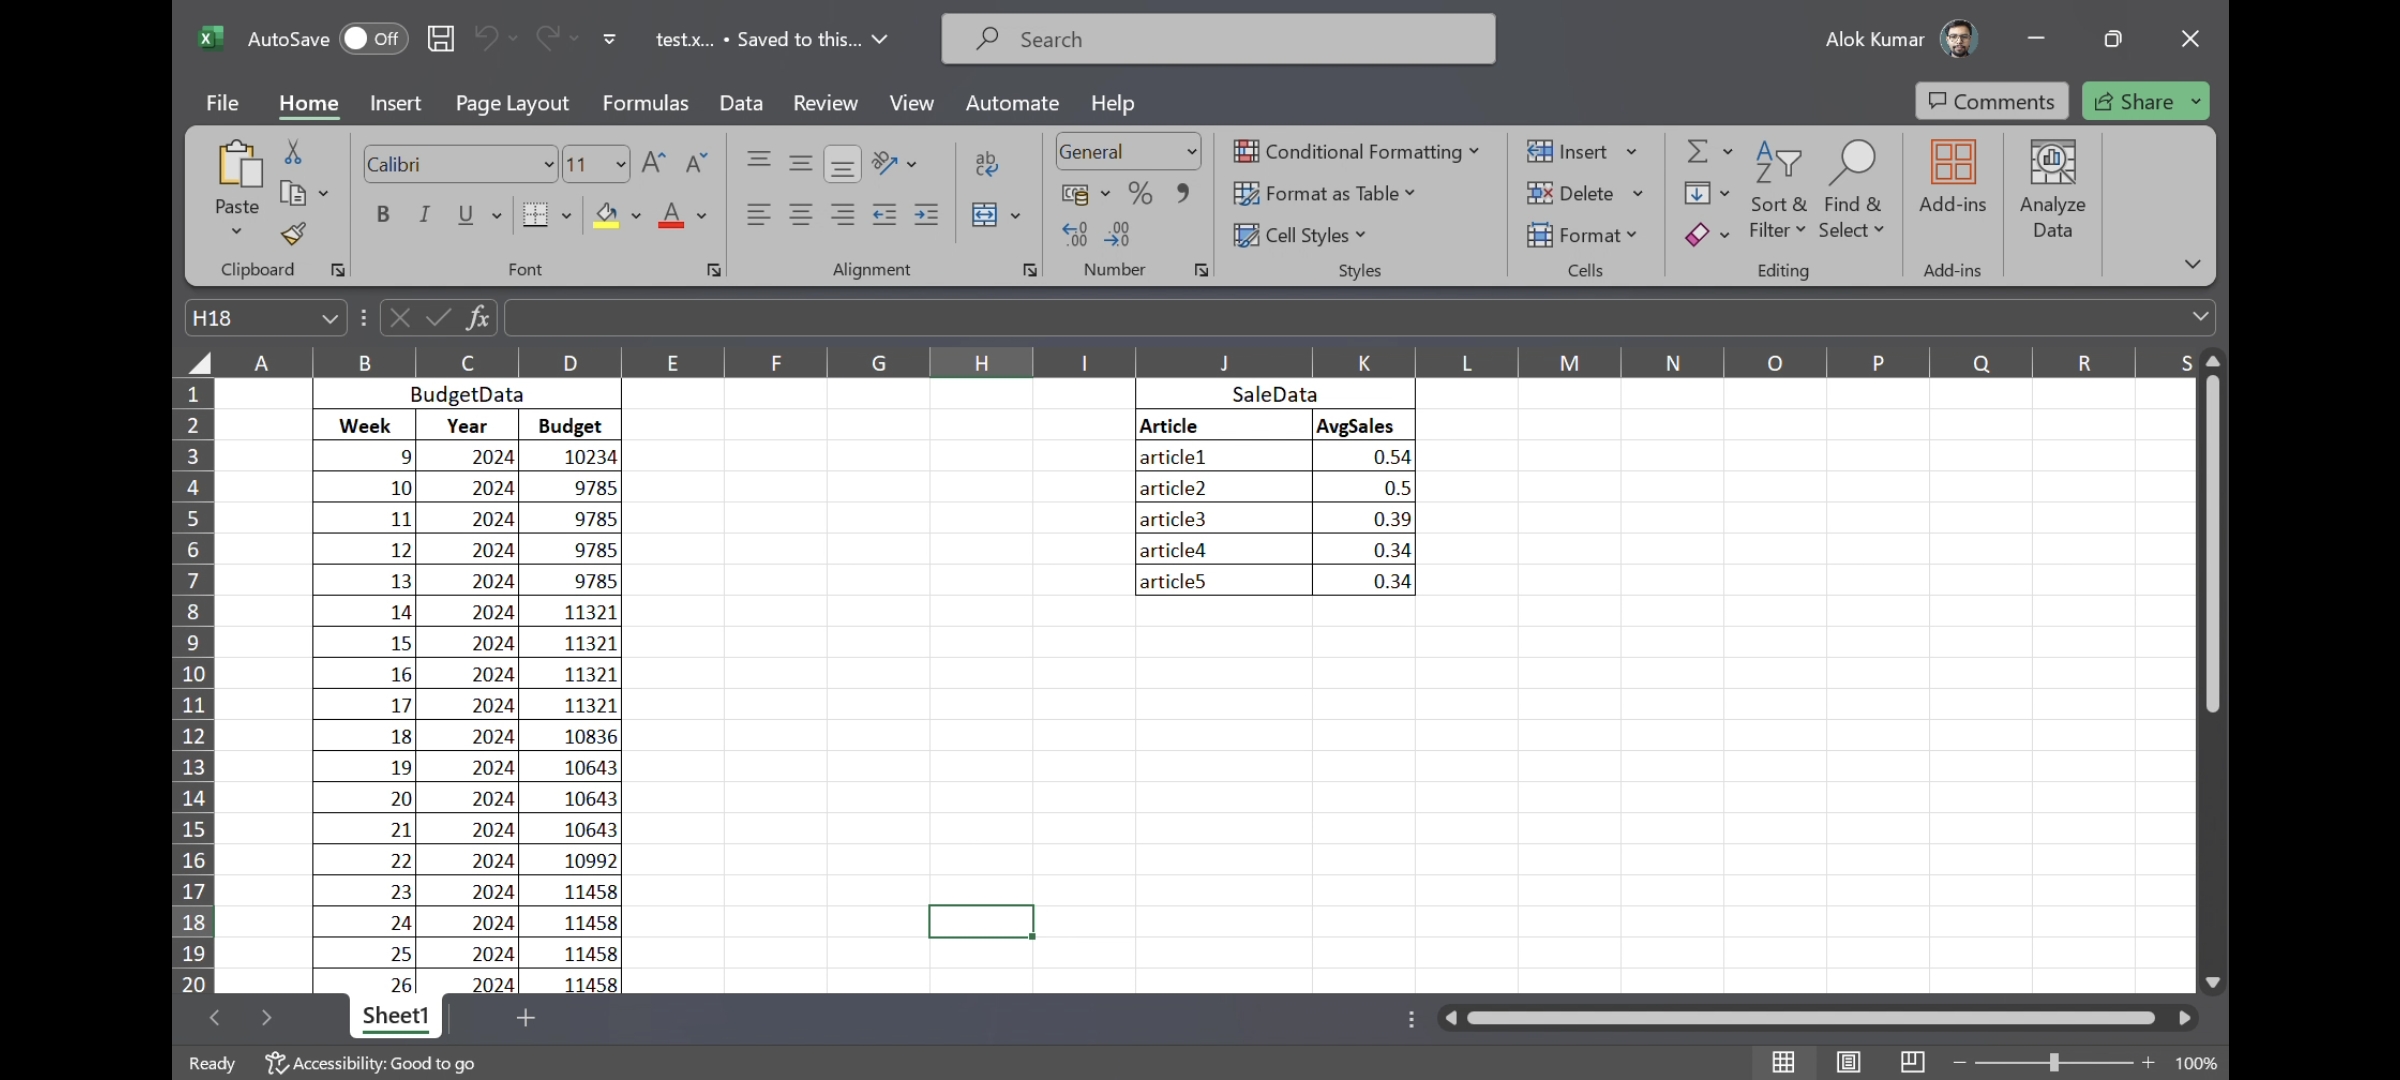 AutoSave Off test.x... • Saved to this... Search Alok Kumar
File Home Insert Page Layout Formulas Data Review View Automate Help Comments Share
Paste
Clipboard
Calibri 11
B I U A
Font
ab
Alignment
General
% ,
Number
Conditional Formatting
Format as Table
Cell Styles
Styles
Insert
Delete
Format
Cells
Sort & Filter
Find & Select
Editing
Add-ins
Add-ins
Analyze Data
H18 fx
A B C D E F G H I J K L M N O P Q R S
1 BudgetData SaleData
2 Week Year Budget Article AvgSales
3 9 2024 10234 article1 0.54
4 10 2024 9785 article2 0.5
5 11 2024 9785 article3 0.39
6 12 2024 9785 article4 0.34
7 13 2024 9785 article5 0.34
8 14 2024 11321
9 15 2024 11321
10 16 2024 11321
11 17 2024 11321
12 18 2024 10836
13 19 2024 10643
14 20 2024 10643
15 21 2024 10643
16 22 2024 10992
17 23 2024 11458
18 24 2024 11458
19 25 2024 11458
20 26 2024 11458
Sheet1
Ready Accessibility: Good to go 100%